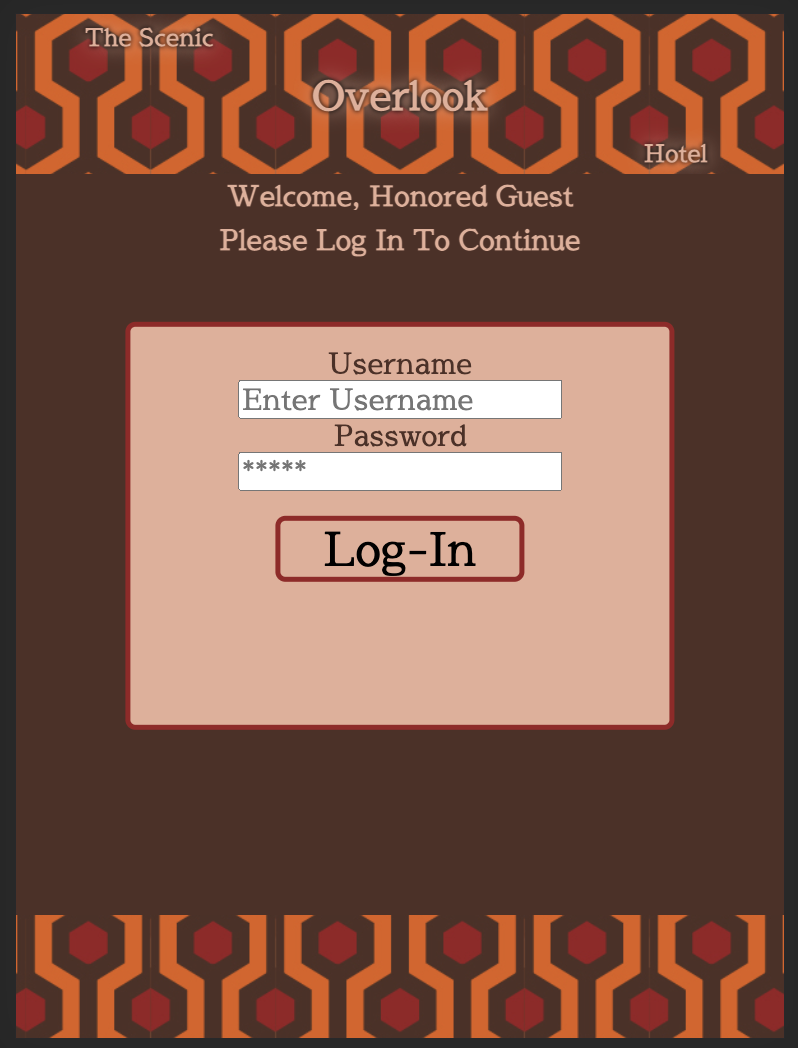 The Scenic
Overlook
Hotel
Welcome, Honored Guest
Please Log In To Continue
Username
Enter Username
Password
*****
Log-In